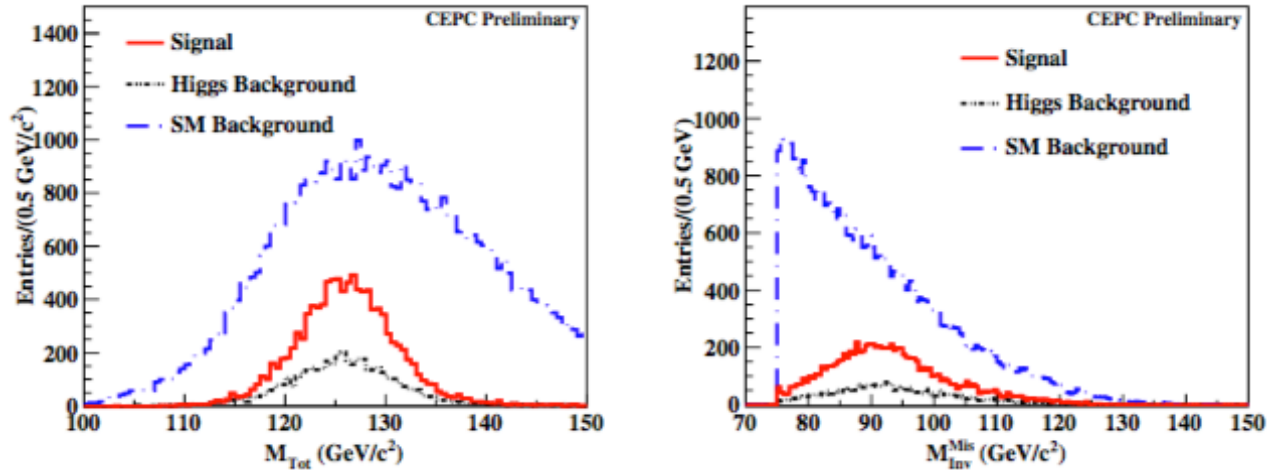 CEPC Preliminary
Signal
Higgs Background
SM Background
Entries/(0.5 GeV/c²)
1400
1200
1000
800
600
400
200
0
100 110 120 130 140 150
M_Tot (GeV/c²)
CEPC Preliminary
Signal
Higgs Background
SM Background
Entries/(0.5 GeV)
1200
1000
800
600
400
200
0
70 80 90 100 110 120 130 140 150
M_Inv^Mis (GeV/c²)